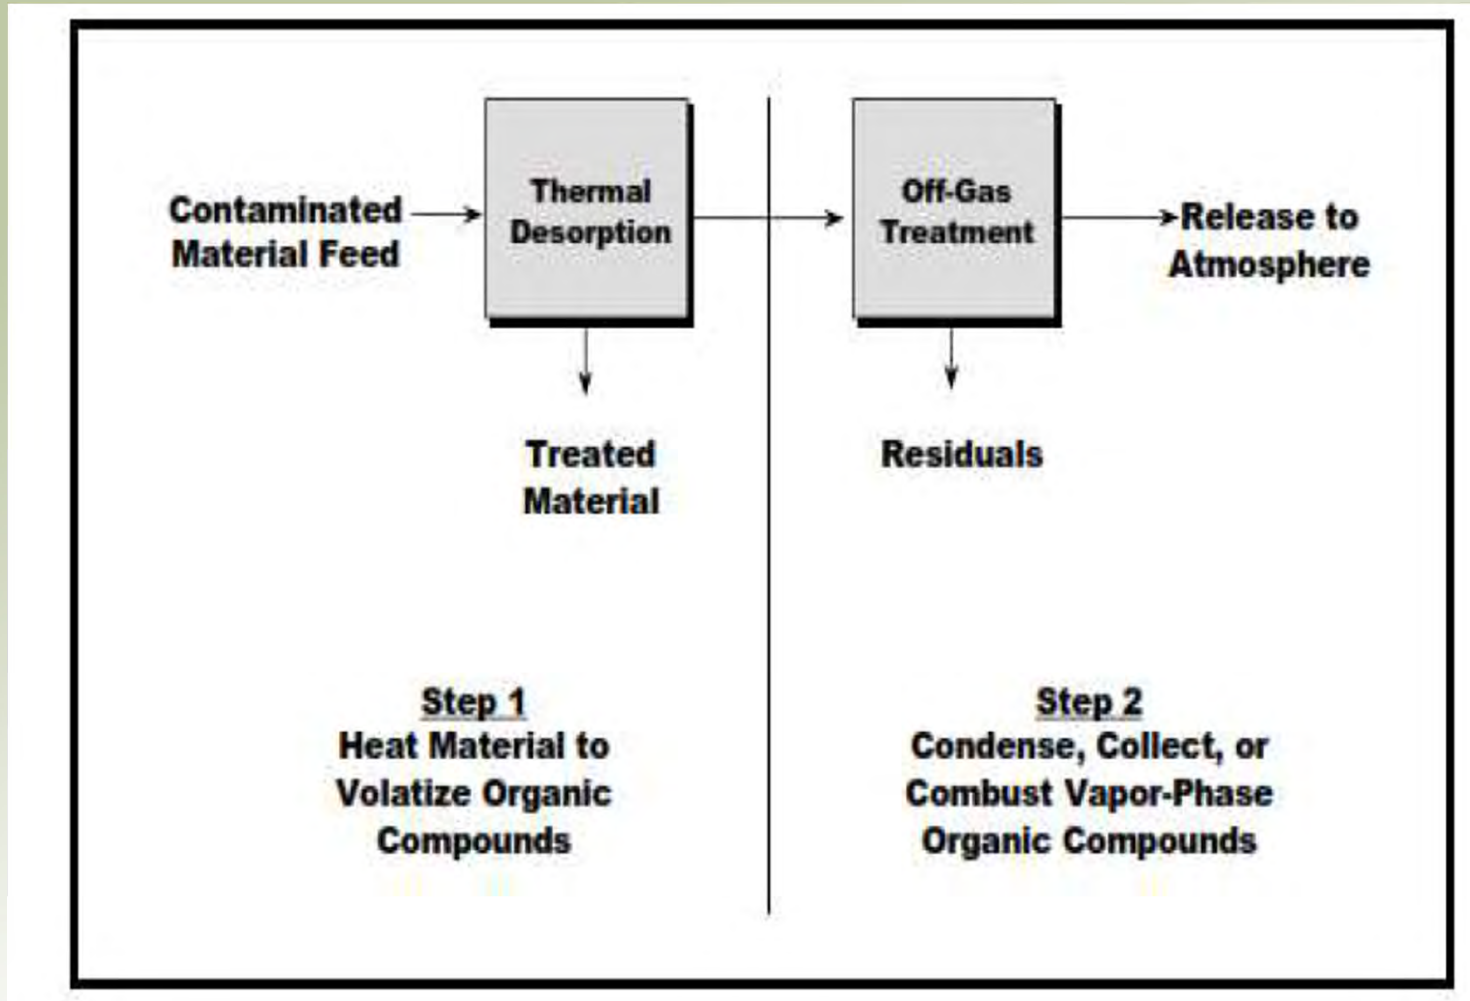 Contaminated
Material Feed
Thermal
Desorption
Off-Gas
Treatment
Release to
Atmosphere
Treated
Material
Residuals
Step 1
Heat Material to
Volatize Organic
Compounds
Step 2
Condense, Collect, or
Combust Vapor-Phase
Organic Compounds